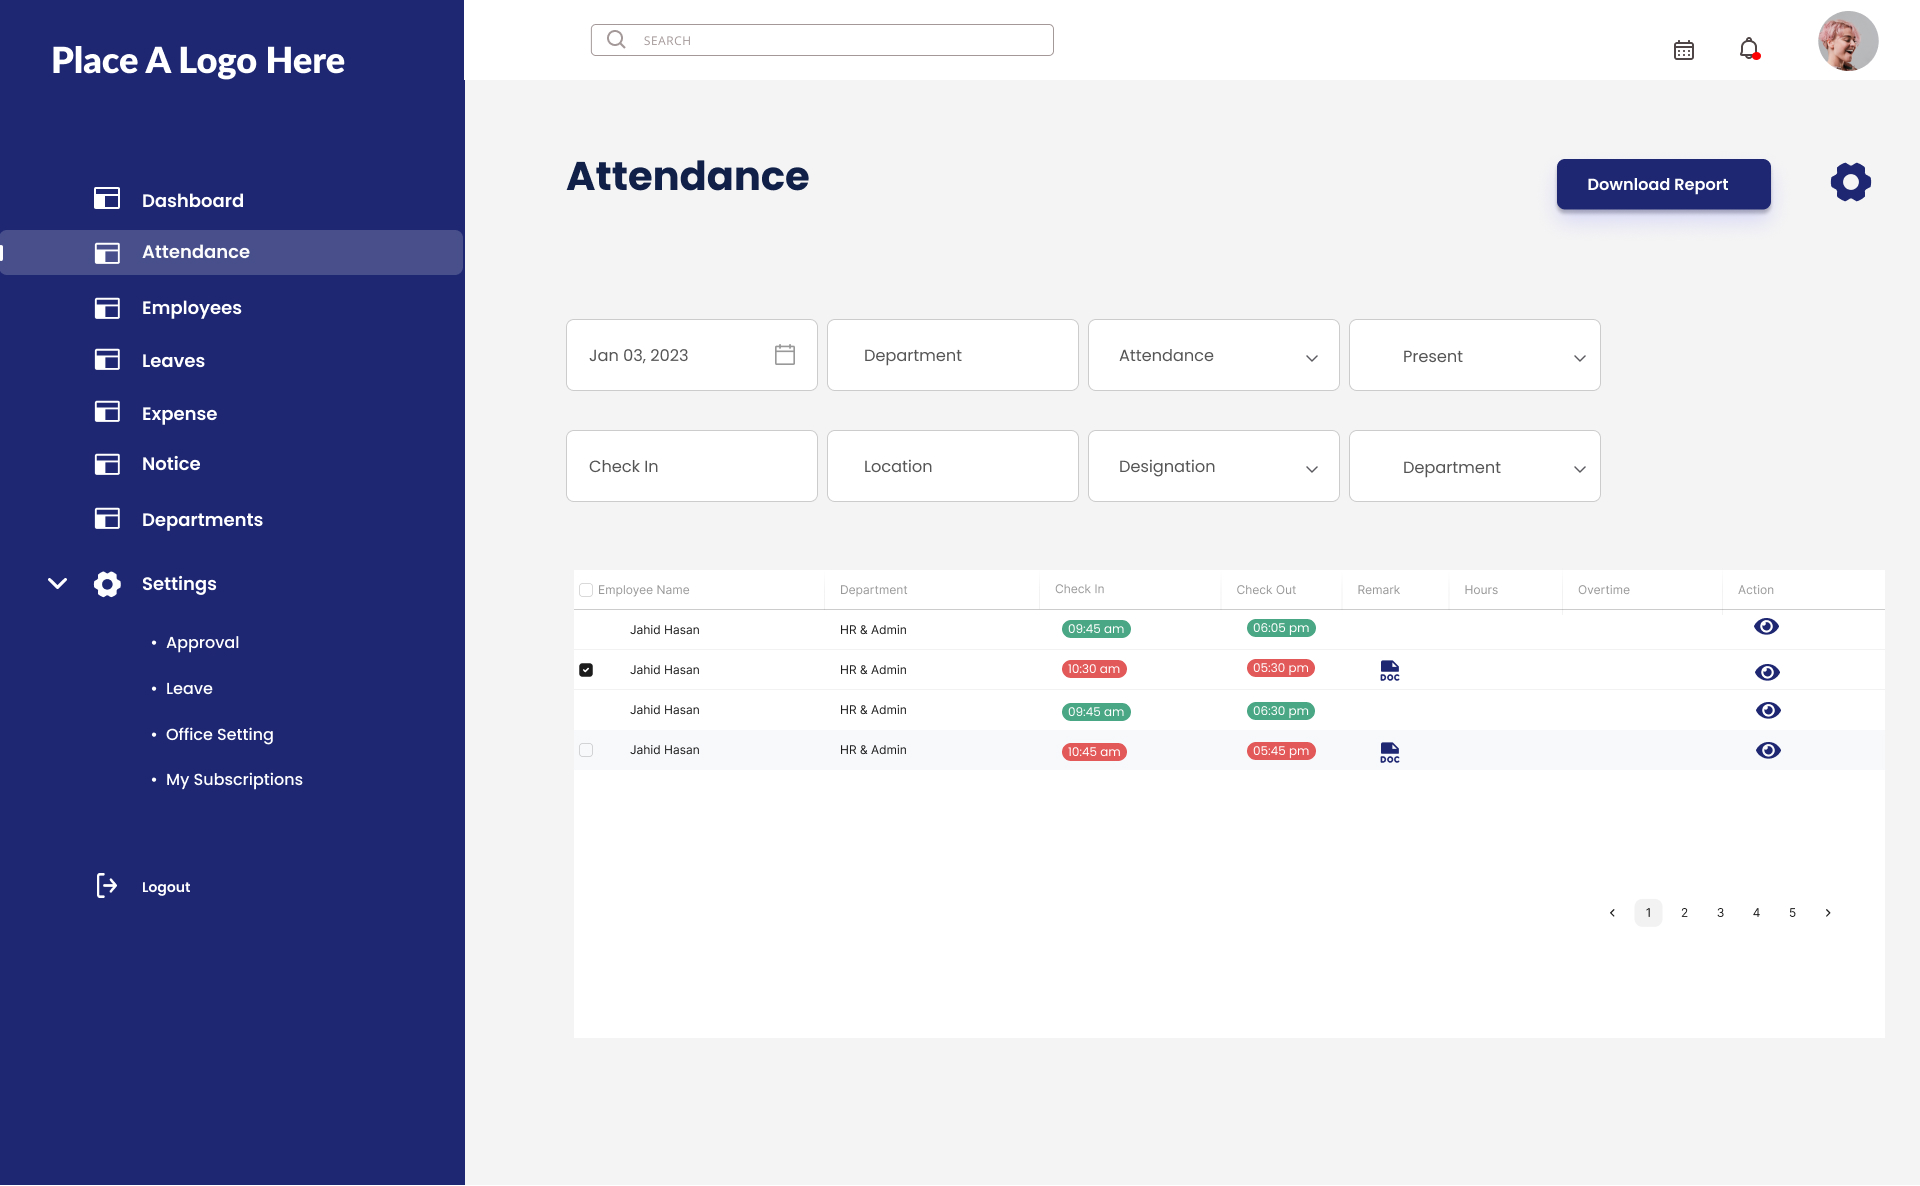 Place A Logo Here
SEARCH
Dashboard
Attendance
Employees
Leaves
Expense
Notice
Departments
Settings
• Approval
• Leave
• Office Setting
• My Subscriptions
Logout
Attendance
Download Report
Jan 03, 2023 Department Attendance Present
Check In Location Designation Department
Employee Name Department Check In Check Out Remark Hours Overtime Action
Jahid Hasan HR & Admin 09:45 am 06:05 pm
Jahid Hasan HR & Admin 10:30 am 05:30 pm DOC
Jahid Hasan HR & Admin 09:45 am 06:30 pm
Jahid Hasan HR & Admin 10:45 am 05:45 pm DOC
1 2 3 4 5